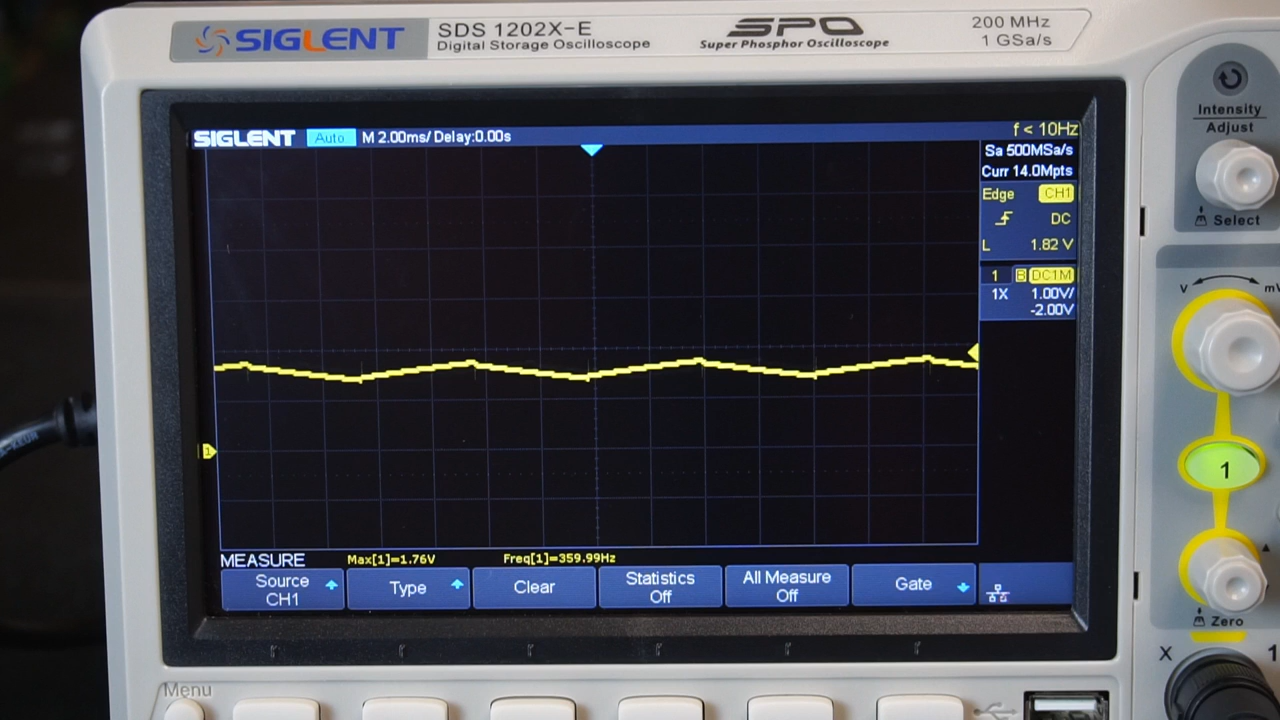 SIGLENT
SDS 1202X-E
Digital Storage Oscilloscope
SPO
Super Phosphor Oscilloscope
200 MHz
1 GSa/s
Intensity
Adjust
Select
SIGLENT Auto M 2.00ms/ Delay:0.00s
f < 10Hz
Sa 500MSa/s
Curr 14.0Mpts
Edge CH1
DC
L 1.82 V
1 B DC1M
1X 1.00V/
-2.00V
V
1
1
MEASURE Max[1]=1.76V Freq[1]=359.99Hz
Source
CH1
Type
Clear
Statistics
Off
All Measure
Off
Gate
Zero
X
1
Menu